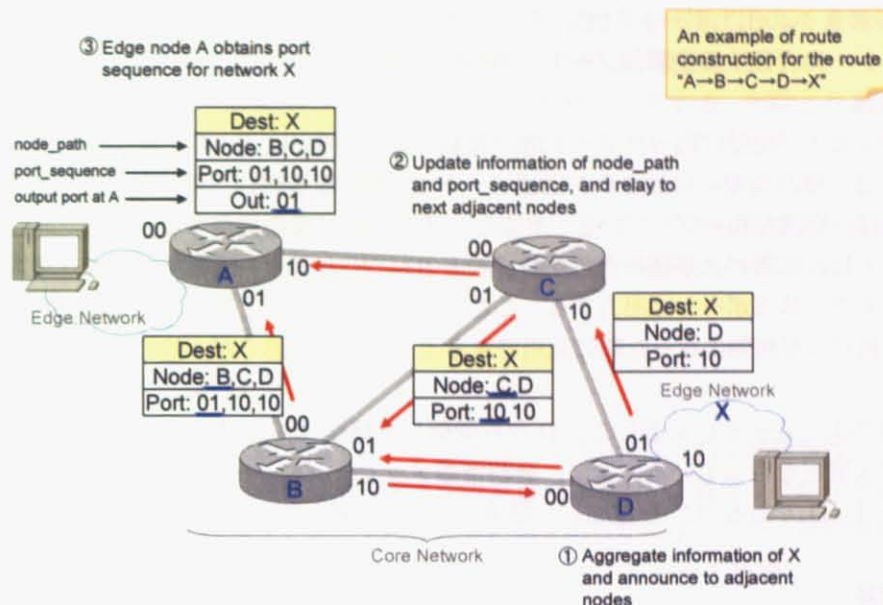 ③ Edge node A obtains port
sequence for network X
An example of route
construction for the route
"A→B→C→D→X"
Dest: X
node_path
Node: B,C,D
port_sequence
Port: 01,10,10
output port at A
Out: 01
② Update information of node_path
and port_sequence, and relay to
next adjacent nodes
00
A
10
01
Edge Network
00
C
01
10
Dest: X
Node: D
Port: 10
Dest: X
Node: B,C,D
Port: 01,10,10
Dest: X
Node: C,D
Port: 10,10
Edge Network
X
00
01
B
10
01
10
00
D
Core Network
① Aggregate information of X
and announce to adjacent
nodes